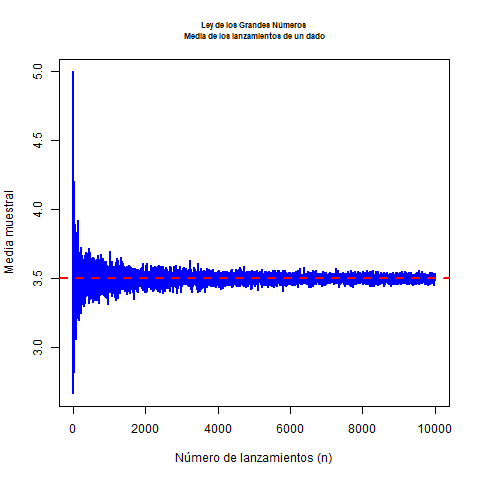 Ley de los Grandes Números
Media de los lanzamientos de un dado
5.0
4.5
4.0
3.5
3.0
Media muestral
0
2000
4000
6000
8000
10000
Número de lanzamientos (n)